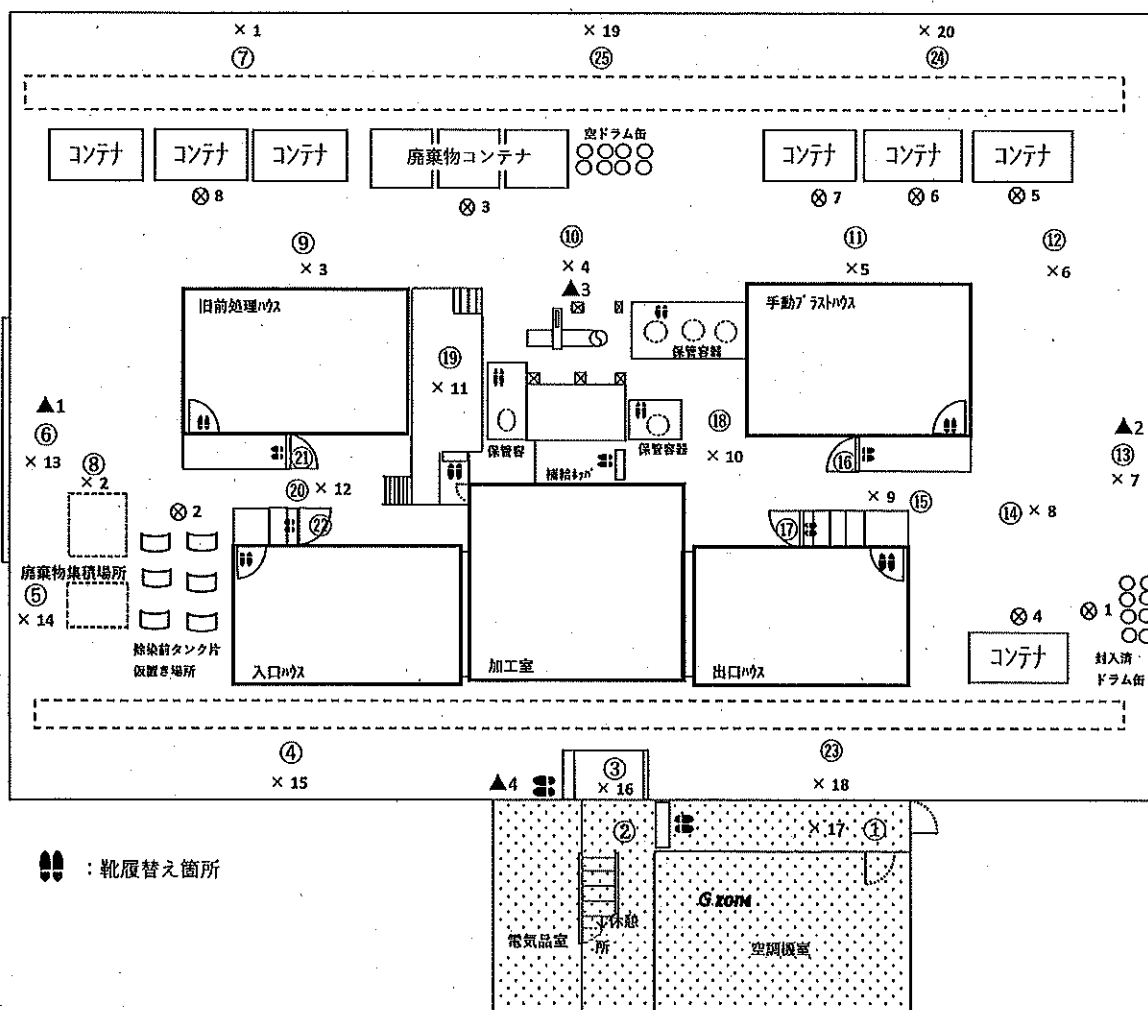 × 1 × 19 × 20
⑦ ㉕ ㉔
空ドラム缶
コンテナ コンテナ コンテナ 廃棄物コンテナ コンテナ コンテナ コンテナ
⊗ 8 ⊗ 3 ⊗ 7 ⊗ 6 ⊗ 5
⑨ ⑩ ⑪ ⑫
× 3 × 4 × 5 × 6
▲3
旧前処理ハウス 手動ブラストハウス
保管容器
⑲
× 11
▲1 ⑱ ▲2
⑥ 保管容 保管容器 ⑬
× 13 ⑧ ㉑ × 10 ⑯ × 7
× 2 ⑳ × 12 補給ホッパ × 9 ⑮ ⑭ × 8
⊗ 2 ㉒ ⑰
廃棄物集積場所
⑤
× 14 ⊗ 4 ⊗ 1
除染前タンク片
仮置き場所
入口ハウス 加工室 出口ハウス コンテナ 封入済
ドラム缶
④ ③ ㉓
× 15 ▲4 × 16 × 18
② × 17 ①
：靴履替え箇所
G zone
休憩
所
電気品室 空調機室